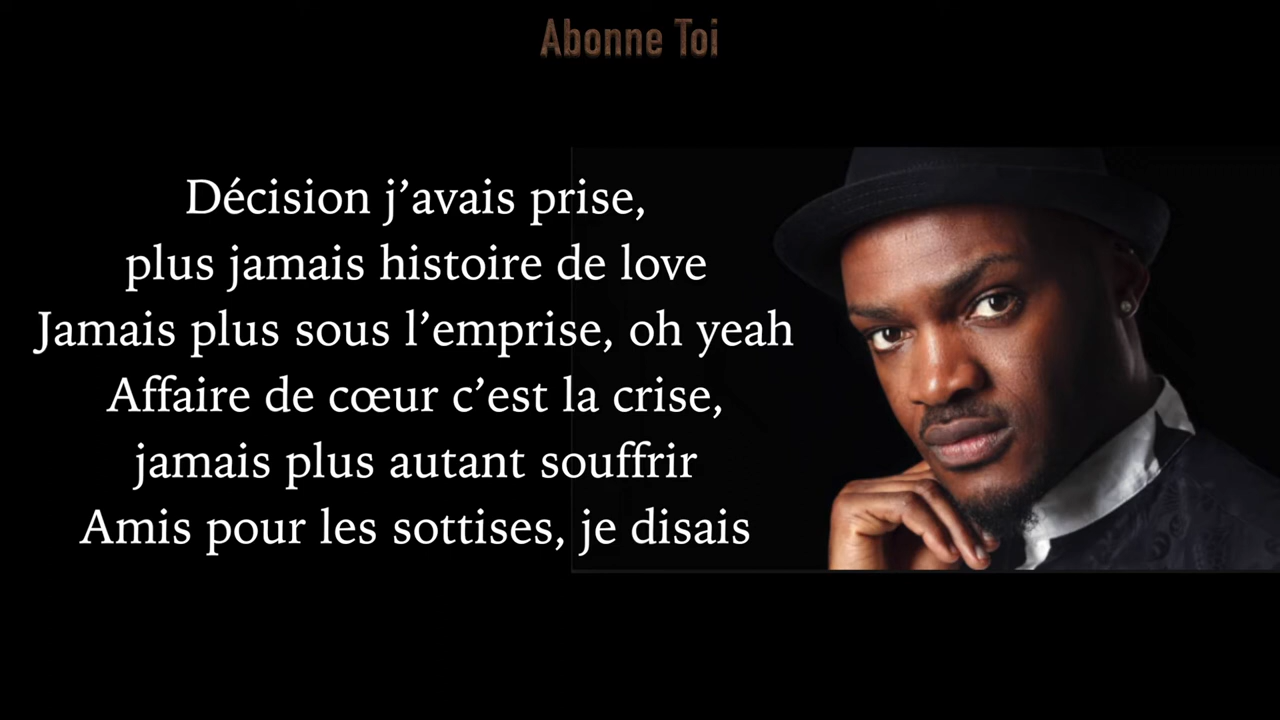 Abonne Toi
Décision j’avais prise,
plus jamais histoire de love
Jamais plus sous l’emprise, oh yeah
Affaire de cœur c’est la crise,
jamais plus autant souffrir
Amis pour les sottises, je disais